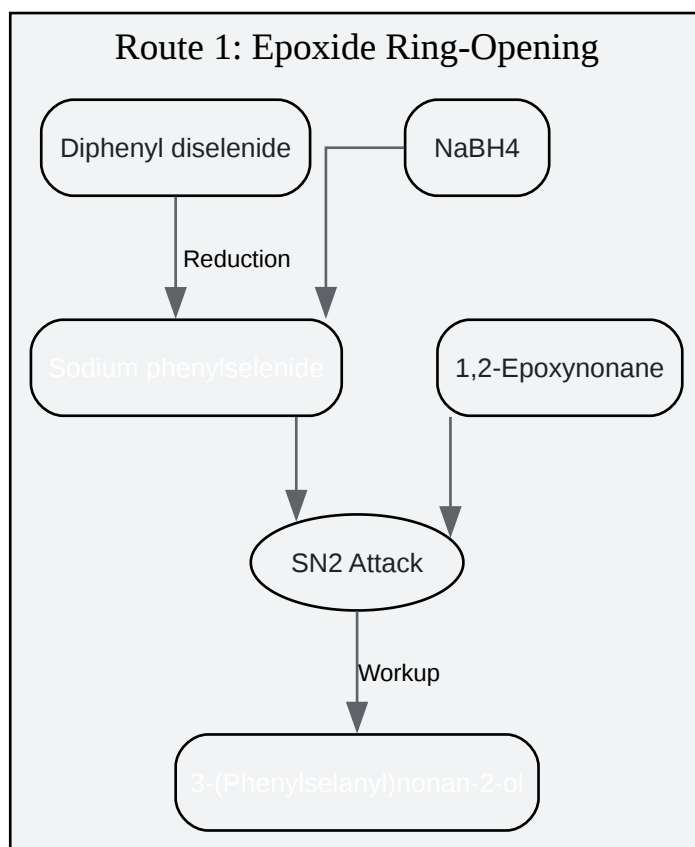 Route 1: Epoxide Ring-Opening
Diphenyl diselenide
NaBH4
Reduction
Sodium phenylselenide
1,2-Epoxynonane
SN2 Attack
Workup
3-(Phenylselanyl)nonan-2-ol